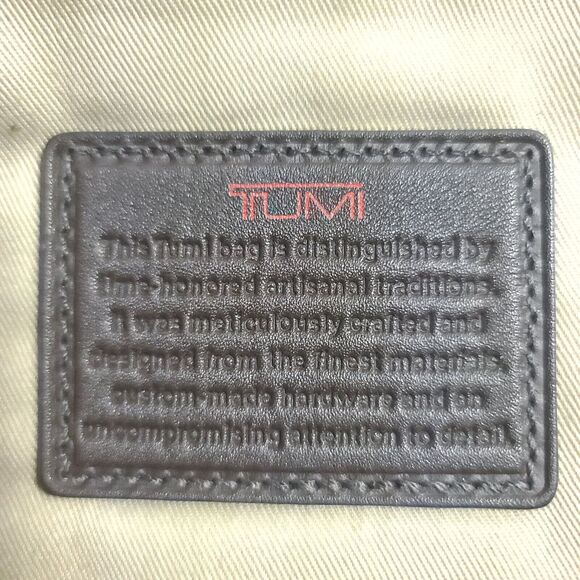 TUMI
This Tumi bag is distinguished by
time-honored artisanal traditions.
It was meticulously crafted and
designed from the finest materials,
custom-made hardware and an
uncompromising attention to detail.